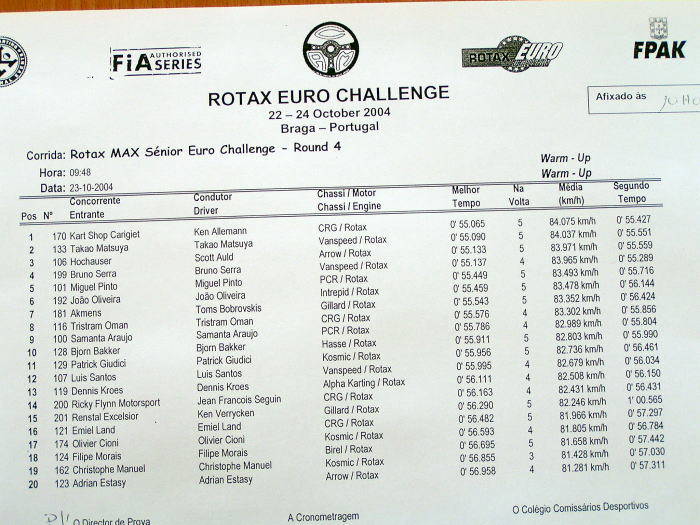 FiA AUTHORISED SERIES
ROTAX EURO
FPAK
ROTAX EURO CHALLENGE
22 – 24 October 2004
Braga – Portugal
Afixado às
Corrida: Rotax MAX Sénior Euro Challenge - Round 4
Warm - Up
Hora: 09:48
Warm - Up
Data: 23-10-2004
Concorrente Condutor Chassi / Motor Melhor Na Média Segundo
Pos Nº Entrante Driver Chassi / Engine Tempo Volta (km/h) Tempo
1 170 Kart Shop Carigiet Ken Allemann CRG / Rotax 0' 55.065 5 84.075 km/h 0' 55.427
2 133 Takao Matsuya Takao Matsuya Vanspeed / Rotax 0' 55.090 5 84.037 km/h 0' 55.551
3 106 Hochauser Scott Auld Arrow / Rotax 0' 55.133 5 83.971 km/h 0' 55.559
4 199 Bruno Serra Bruno Serra Vanspeed / Rotax 0' 55.137 4 83.965 km/h 0' 55.289
5 101 Miguel Pinto Miguel Pinto PCR / Rotax 0' 55.449 5 83.493 km/h 0' 55.716
6 192 João Oliveira João Oliveira Intrepid / Rotax 0' 55.459 5 83.478 km/h 0' 56.144
7 181 Akmens Toms Bobrovskis Gillard / Rotax 0' 55.543 5 83.352 km/h 0' 56.424
8 116 Tristram Oman Tristram Oman CRG / Rotax 0' 55.576 4 83.302 km/h 0' 55.856
9 100 Samanta Araujo Samanta Araujo PCR / Rotax 0' 55.786 4 82.989 km/h 0' 55.804
10 128 Bjorn Bakker Bjorn Bakker Hasse / Rotax 0' 55.911 5 82.803 km/h 0' 55.990
11 129 Patrick Giudici Patrick Giudici Kosmic / Rotax 0' 55.956 5 82.736 km/h 0' 56.461
12 107 Luis Santos Luis Santos Vanspeed / Rotax 0' 55.995 4 82.679 km/h 0' 56.034
13 119 Dennis Kroes Dennis Kroes Alpha Karting / Rotax 0' 56.111 4 82.508 km/h 0' 56.150
14 200 Ricky Flynn Motorsport Jean Francois Seguin CRG / Rotax 0' 56.163 4 82.431 km/h 0' 56.431
15 201 Renstal Excelsior Ken Verrycken Gillard / Rotax 0' 56.290 5 82.246 km/h 1' 00.565
16 121 Emiel Land Emiel Land CRG / Rotax 0' 56.482 5 81.966 km/h 0' 57.297
17 174 Olivier Cioni Olivier Cioni Kosmic / Rotax 0' 56.593 4 81.805 km/h 0' 56.784
18 124 Filipe Morais Filipe Morais Birel / Rotax 0' 56.695 5 81.658 km/h 0' 57.442
19 162 Christophe Manuel Christophe Manuel Kosmic / Rotax 0' 56.855 3 81.428 km/h 0' 57.030
20 123 Adrian Estasy Adrian Estasy Arrow / Rotax 0' 56.958 4 81.281 km/h 0' 57.311
O Director de Prova A Cronometragem O Colégio Comissários Desportivos